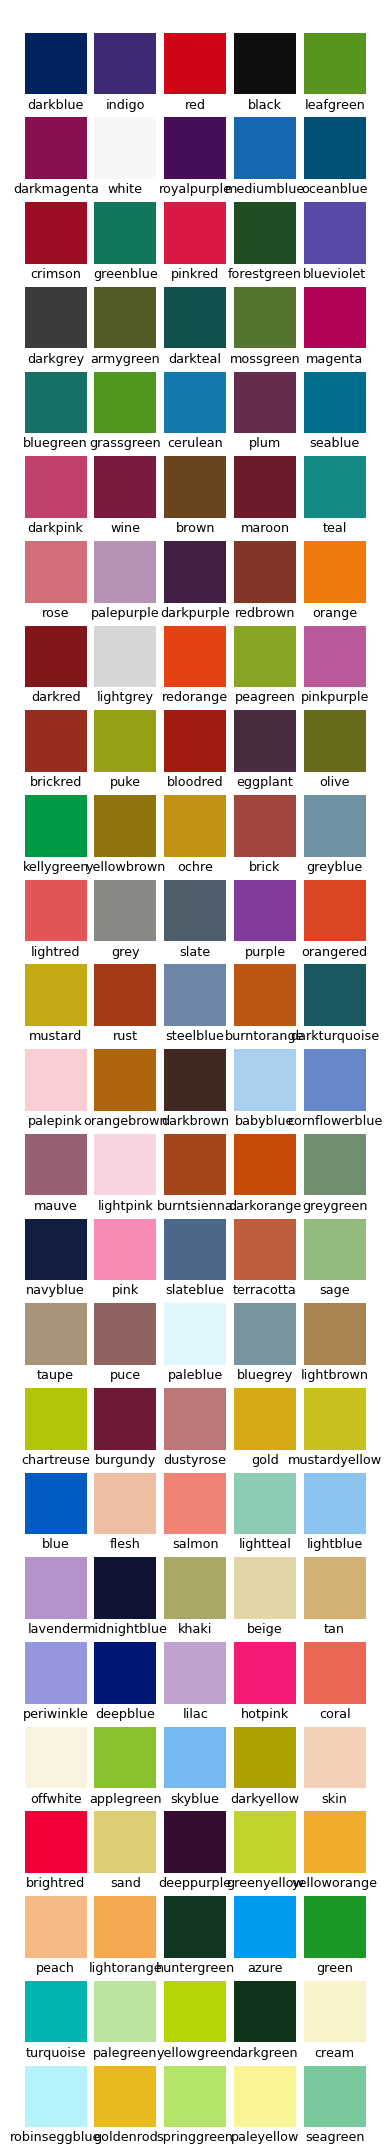 darkblue indigo red black leafgreen
darkmagenta white royalpurple mediumblue oceanblue
crimson greenblue pinkred forestgreen blueviolet
darkgrey armygreen darkteal mossgreen magenta
bluegreen grassgreen cerulean plum seablue
darkpink wine brown maroon teal
rose palepurple darkpurple redbrown orange
darkred lightgrey redorange peagreen pinkpurple
brickred puke bloodred eggplant olive
kellygreen yellowbrown ochre brick greyblue
lightred grey slate purple orangered
mustard rust steelblue burntorange darkturquoise
palepink orangebrown darkbrown babyblue cornflowerblue
mauve lightpink burntsienna darkorange greygreen
navyblue pink slateblue terracotta sage
taupe puce paleblue bluegrey lightbrown
chartreuse burgundy dustyrose gold mustardyellow
blue flesh salmon lightteal lightblue
lavender midnightblue khaki beige tan
periwinkle deepblue lilac hotpink coral
offwhite applegreen skyblue darkyellow skin
brightred sand deeppurple greenyellow yelloworange
peach lightorange huntergreen azure green
turquoise palegreen yellowgreen darkgreen cream
robinseggblue goldenrod springgreen paleyellow seagreen